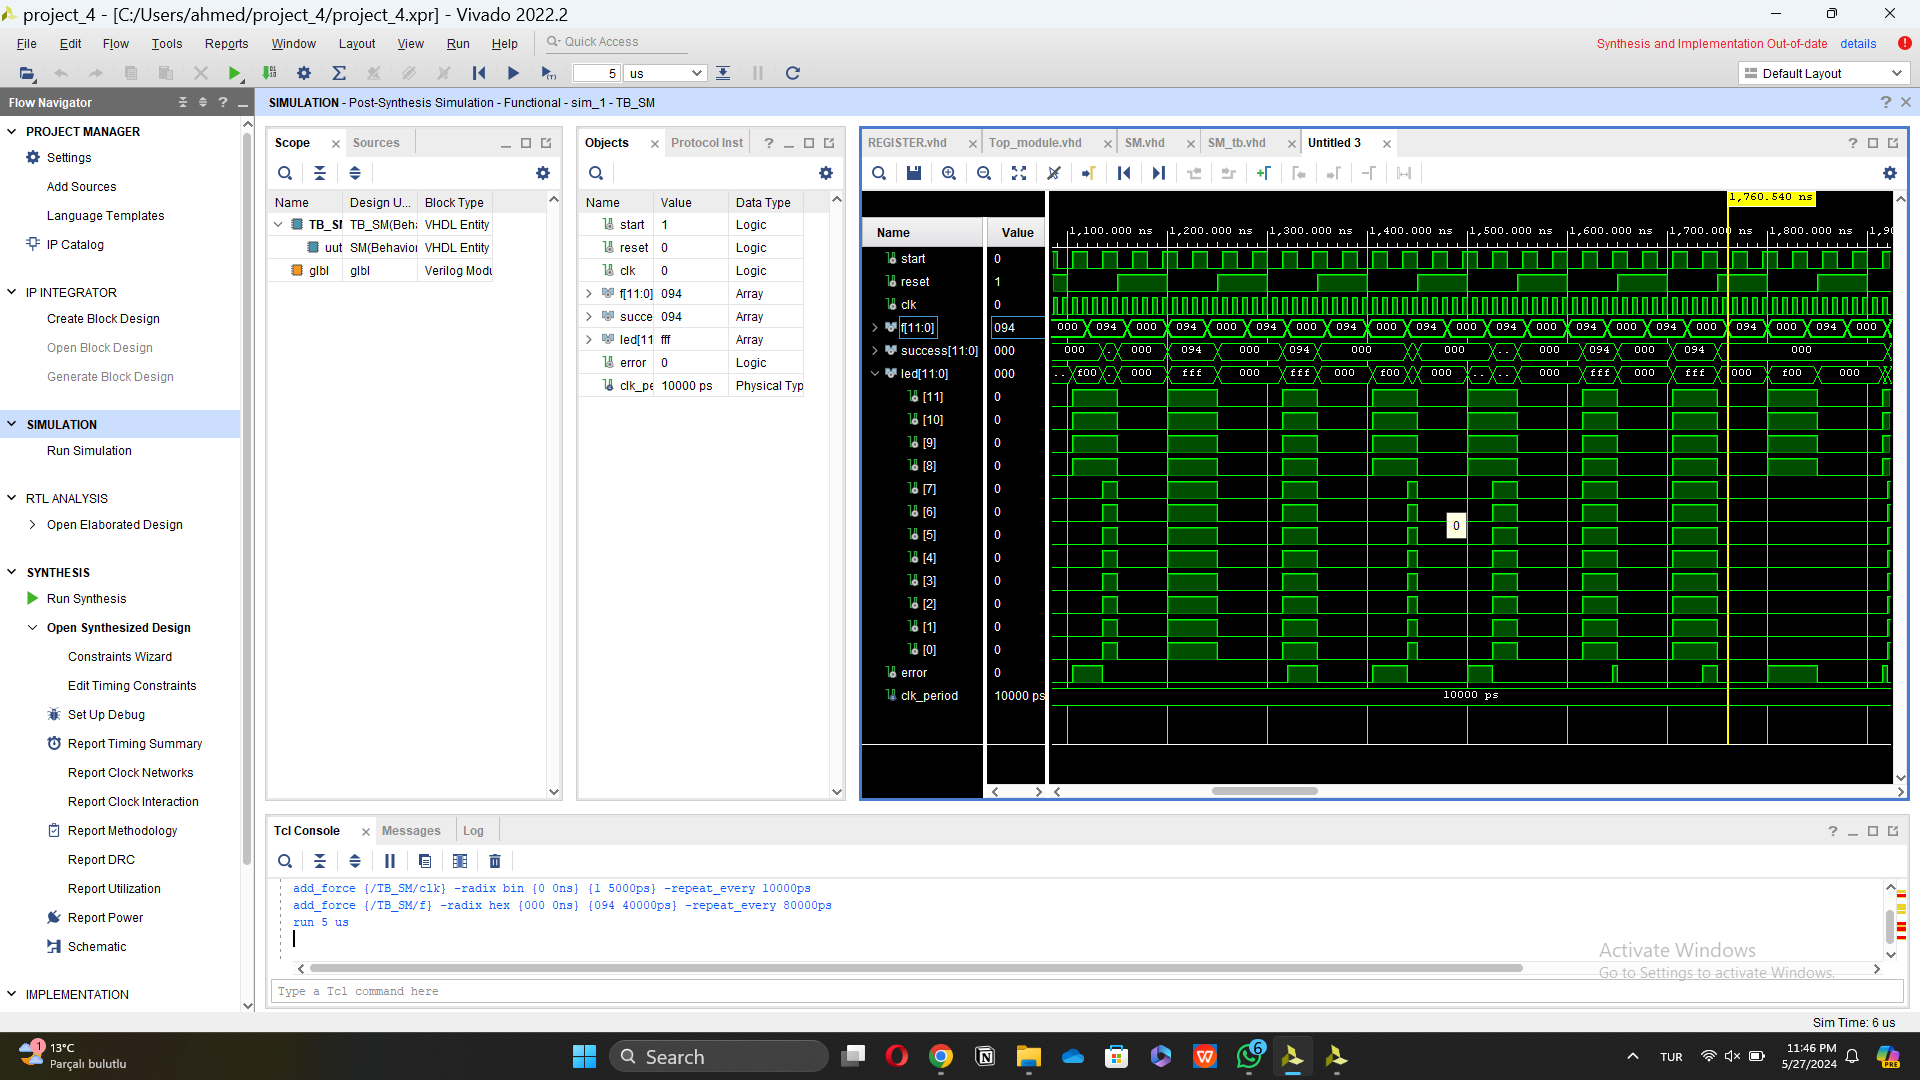 project_4 - [C:/Users/ahmed/project_4/project_4.xpr] - Vivado 2022.2
File Edit Flow Tools Reports Window Layout View Run Help Quick Access
Synthesis and Implementation Out-of-date details
5 us
Default Layout
Flow Navigator
SIMULATION - Post-Synthesis Simulation - Functional - sim_1 - TB_SM
PROJECT MANAGER
Settings
Add Sources
Language Templates
IP Catalog
IP INTEGRATOR
Create Block Design
Open Block Design
Generate Block Design
SIMULATION
Run Simulation
RTL ANALYSIS
Open Elaborated Design
SYNTHESIS
Run Synthesis
Open Synthesized Design
Constraints Wizard
Edit Timing Constraints
Set Up Debug
Report Timing Summary
Report Clock Networks
Report Clock Interaction
Report Methodology
Report DRC
Report Utilization
Report Power
Schematic
IMPLEMENTATION
Scope Sources
Name Design U... Block Type
TB_SM TB_SM(Beh VHDL Entity
uut SM(Behavior VHDL Entity
glbl glbl Verilog Modu
Objects Protocol Inst
Name Value Data Type
start 1 Logic
reset 0 Logic
clk 0 Logic
f[11:0] 094 Array
succe 094 Array
led[11 fff Array
error 0 Logic
clk_pe 10000 ps Physical Typ
REGISTER.vhd Top_module.vhd SM.vhd SM_tb.vhd Untitled 3
1,760.540 ns
Name Value
1,100.000 ns 1,200.000 ns 1,300.000 ns 1,400.000 ns 1,500.000 ns 1,600.000 ns 1,700.000 ns 1,800.000 ns 1,90
start 0
reset 1
clk 0
f[11:0] 094 000 094 000 094 000 094 000 094 000 094 000 094 000 094 000 094 000 094 000 094 000
success[11:0] 000 000 . 000 094 000 094 000 000 .. 000 094 000 094 000
led[11:0] 000 .. f00 . 000 fff 000 fff 000 f00 000 .. .. 000 fff 000 fff 000 f00 000
[11] 0
[10] 0
[9] 0
[8] 0
[7] 0
[6] 0
[5] 0
0
[4] 0
[3] 0
[2] 0
[1] 0
[0] 0
error 0
clk_period 10000 ps 10000 ps
Tcl Console Messages Log
add_force {/TB_SM/clk} -radix bin {0 0ns} {1 5000ps} -repeat_every 10000ps
add_force {/TB_SM/f} -radix hex {000 0ns} {094 40000ps} -repeat_every 80000ps
run 5 us
Activate Windows
Go to Settings to activate Windows.
Type a Tcl command here
Sim Time: 6 us
1
13°C
Parçalı bulutlu
Search
6
TUR
11:46 PM
5/27/2024
PRE